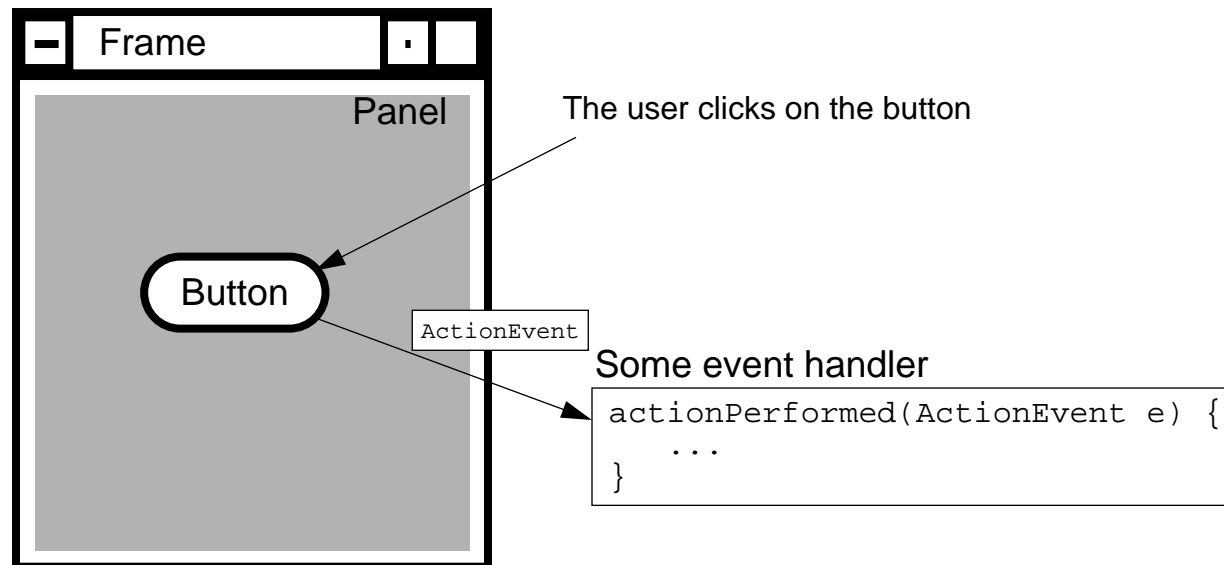 Frame
Panel
The user clicks on the button
Button
ActionEvent
Some event handler
actionPerformed(ActionEvent e) {
...
}